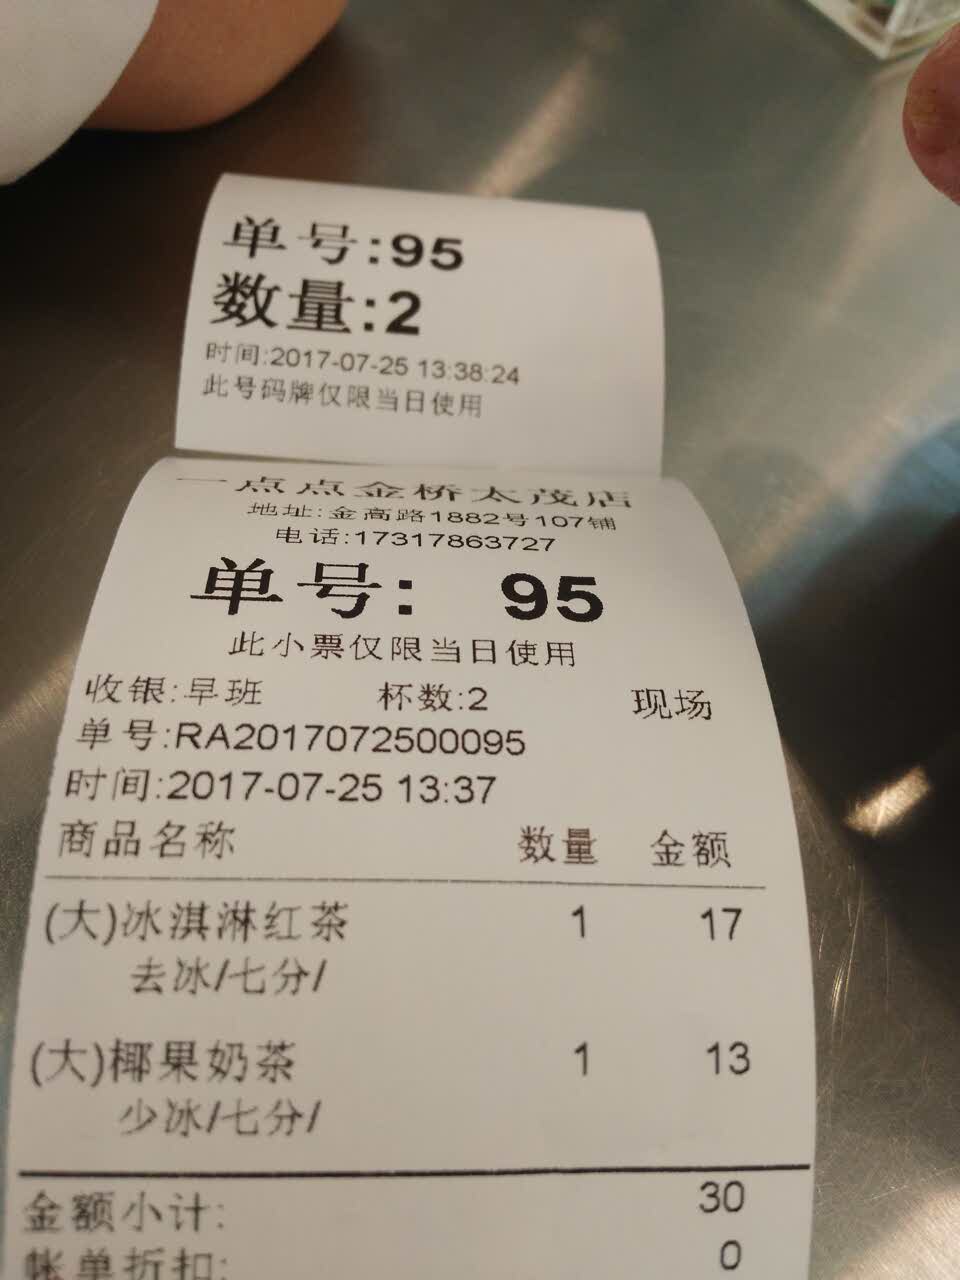 单号:95
数量:2
时间:2017-07-25 13:38:24
此号码牌仅限当日使用
一点点金桥太茂店
地址:金高路1882号107铺
电话:17317863727
单号: 95
此小票仅限当日使用
收银:早班 杯数:2 现场
单号:RA2017072500095
时间:2017-07-25 13:37
商品名称 数量 金额
(大)冰淇淋红茶 1 17
去冰/七分/
(大)椰果奶茶 1 13
少冰/七分/
金额小计: 30
账单折扣: 0